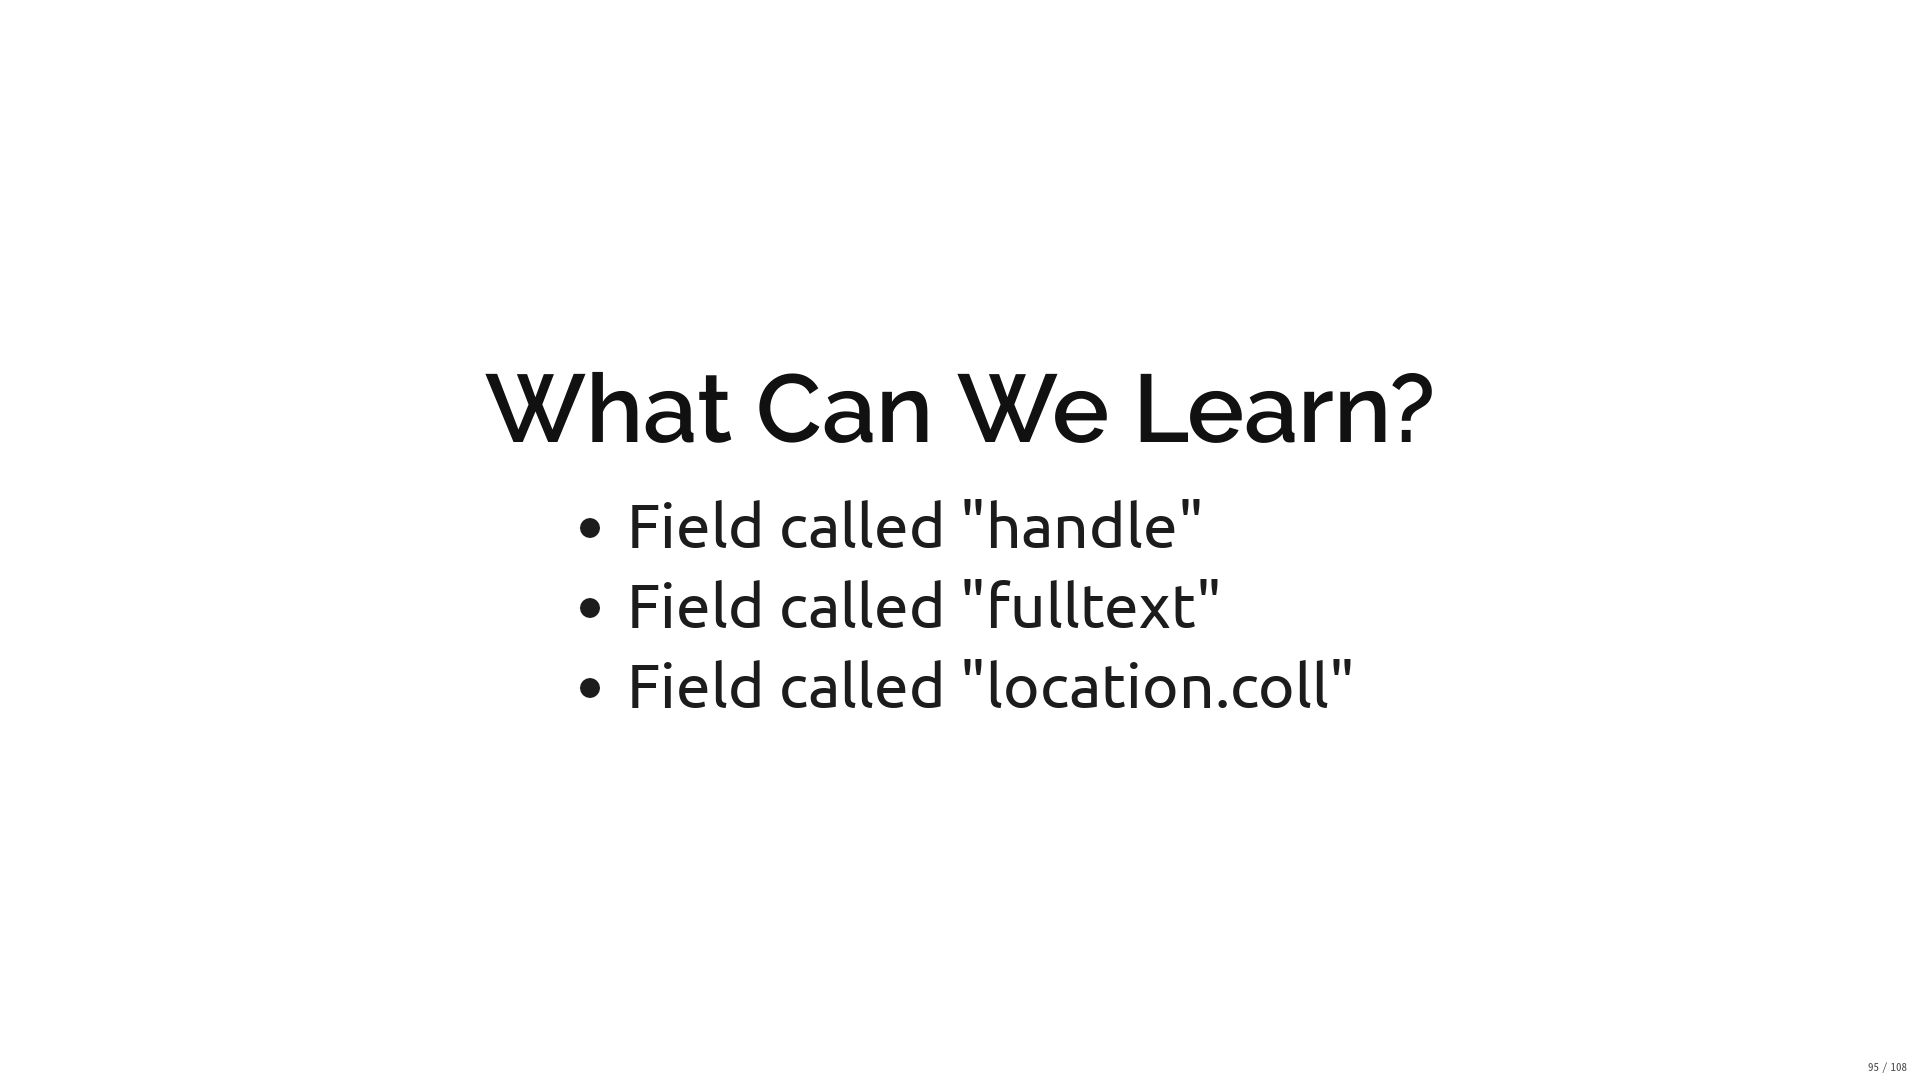 What Can We Learn?
• Field called "handle"
• Field called "fulltext"
• Field called "location.coll"
95 / 108